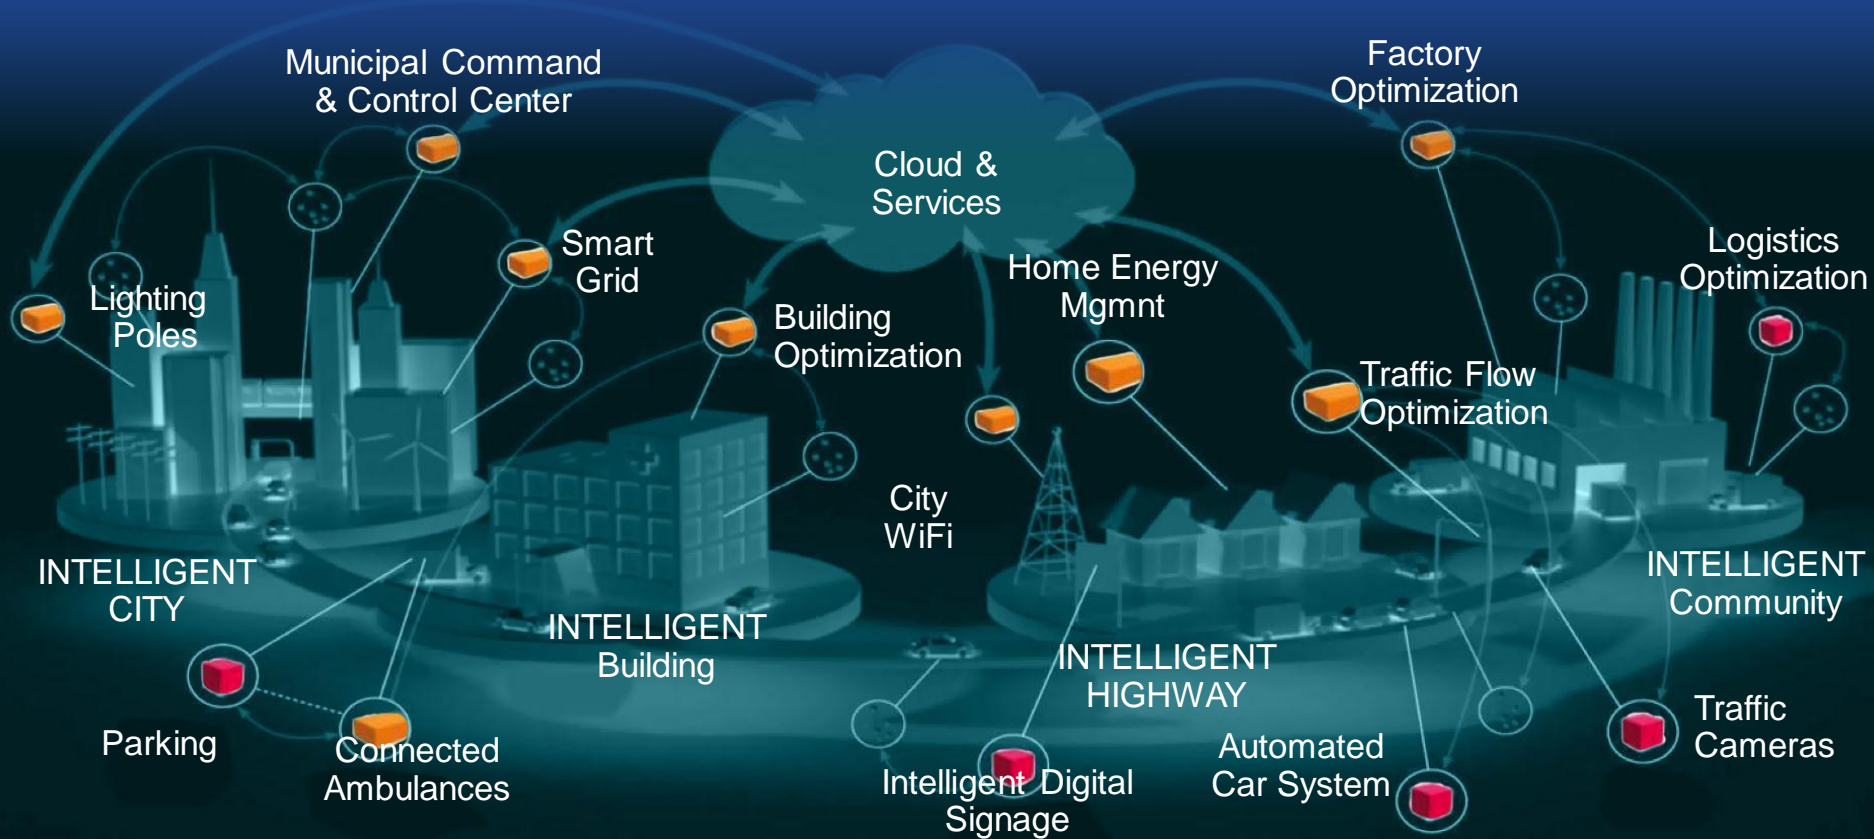 Municipal Command
& Control Center
Factory
Optimization
Cloud &
Services
Smart
Grid
Logistics
Optimization
Home Energy
Mgmnt
Lighting
Poles
Building
Optimization
Traffic Flow
Optimization
City
WiFi
INTELLIGENT
CITY
INTELLIGENT
Community
INTELLIGENT
Building
INTELLIGENT
HIGHWAY
Parking
Connected
Ambulances
Intelligent Digital
Signage
Automated
Car System
Traffic
Cameras